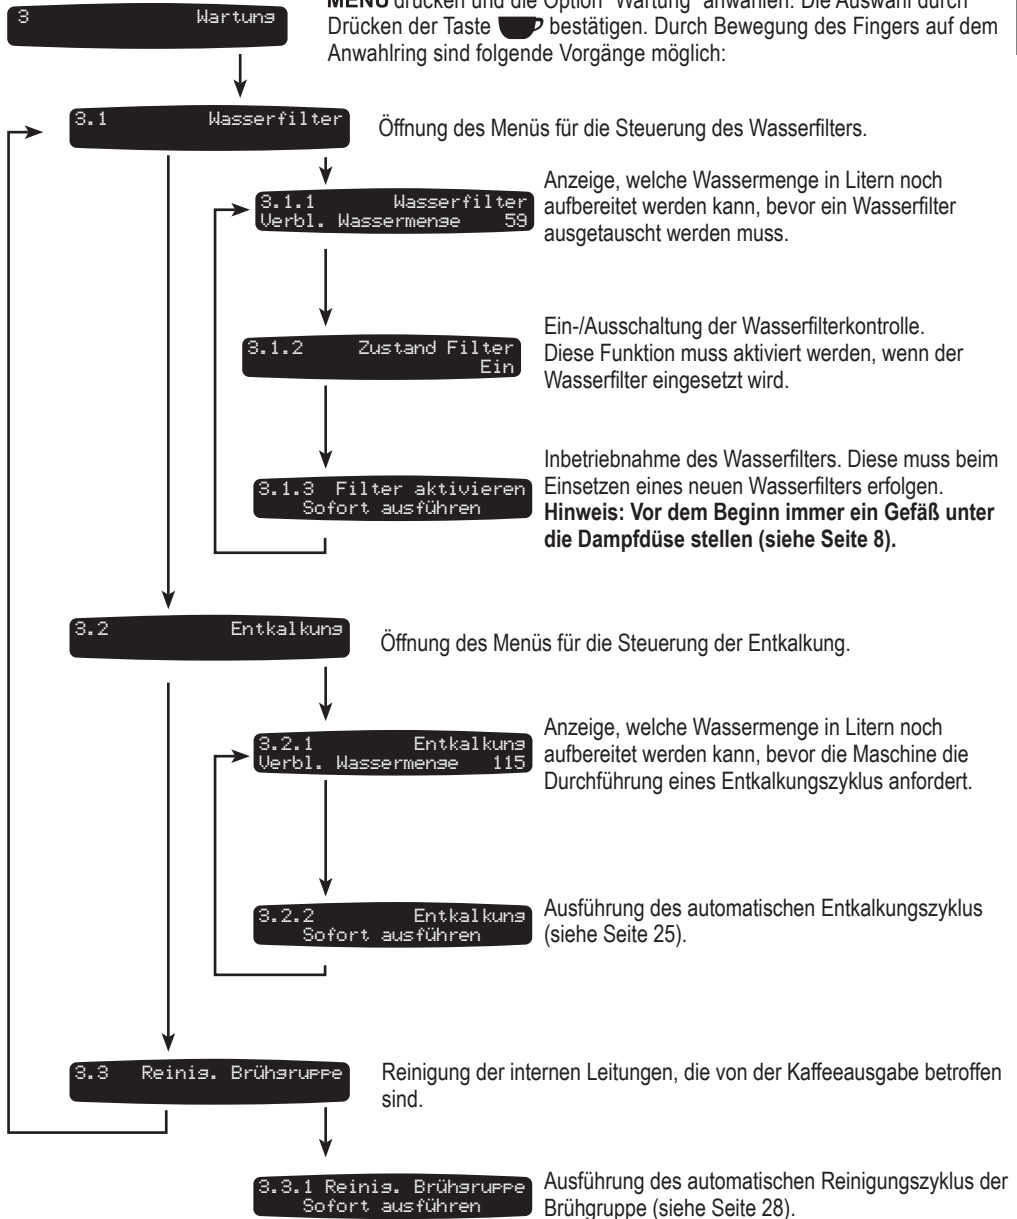 MENÜ drücken und die Option "Wartung" anwählen. Die Auswahl durch
3 Wartung
Drücken der Taste bestätigen. Durch Bewegung des Fingers auf dem
Anwahlring sind folgende Vorgänge möglich:
3.1 Wasserfilter
Öffnung des Menüs für die Steuerung des Wasserfilters.
3.1.1 Wasserfilter
Verbl. Wassermenge 59
Anzeige, welche Wassermenge in Litern noch
aufbereitet werden kann, bevor ein Wasserfilter
ausgetauscht werden muss.
3.1.2 Zustand Filter
Ein
Ein-/Ausschaltung der Wasserfilterkontrolle.
Diese Funktion muss aktiviert werden, wenn der
Wasserfilter eingesetzt wird.
3.1.3 Filter aktivieren
Sofort ausführen
Inbetriebnahme des Wasserfilters. Diese muss beim
Einsetzen eines neuen Wasserfilters erfolgen.
Hinweis: Vor dem Beginn immer ein Gefäß unter
die Dampfdüse stellen (siehe Seite 8).
3.2 Entkalkung
Öffnung des Menüs für die Steuerung der Entkalkung.
3.2.1 Entkalkung
Verbl. Wassermenge 115
Anzeige, welche Wassermenge in Litern noch
aufbereitet werden kann, bevor die Maschine die
Durchführung eines Entkalkungszyklus anfordert.
3.2.2 Entkalkung
Sofort ausführen
Ausführung des automatischen Entkalkungszyklus
(siehe Seite 25).
3.3 Reinig. Brühgruppe
Reinigung der internen Leitungen, die von der Kaffeeausgabe betroffen
sind.
3.3.1 Reinig. Brühgruppe
Sofort ausführen
Ausführung des automatischen Reinigungszyklus der
Brühgruppe (siehe Seite 28).